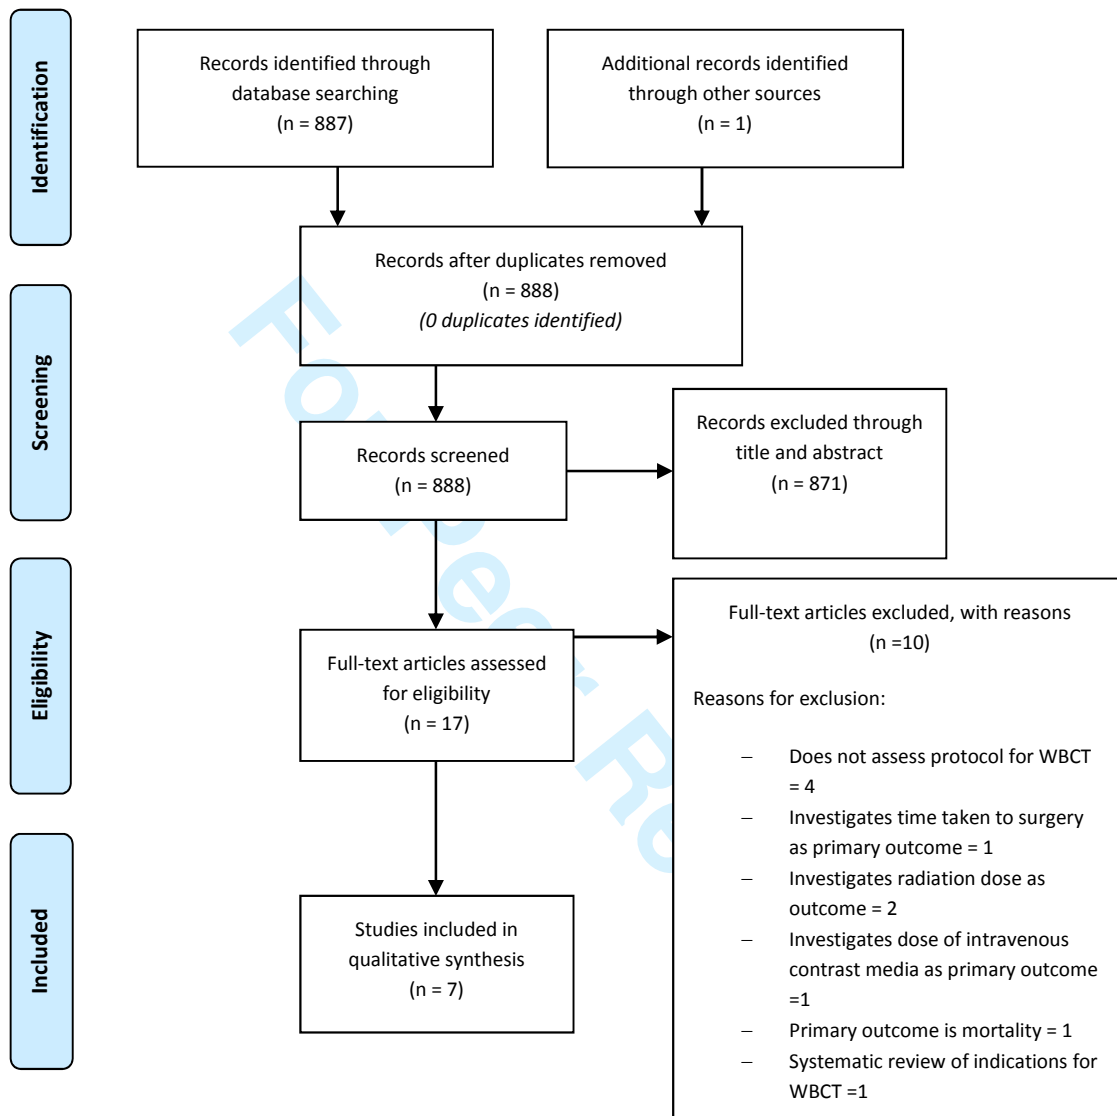 Identification
Records identified through
database searching
(n = 887)
Additional records identified
through other sources
(n = 1)
Records after duplicates removed
(n = 888)
(0 duplicates identified)
Screening
Records screened
(n = 888)
Records excluded through
title and abstract
(n = 871)
Eligibility
Full-text articles assessed
for eligibility
(n = 17)
Full-text articles excluded, with reasons
(n =10)
Reasons for exclusion:
– Does not assess protocol for WBCT
= 4
– Investigates time taken to surgery
as primary outcome = 1
– Investigates radiation dose as
outcome = 2
– Investigates dose of intravenous
contrast media as primary outcome
=1
– Primary outcome is mortality = 1
– Systematic review of indications for
WBCT =1
Included
Studies included in
qualitative synthesis
(n = 7)
For Peer Re